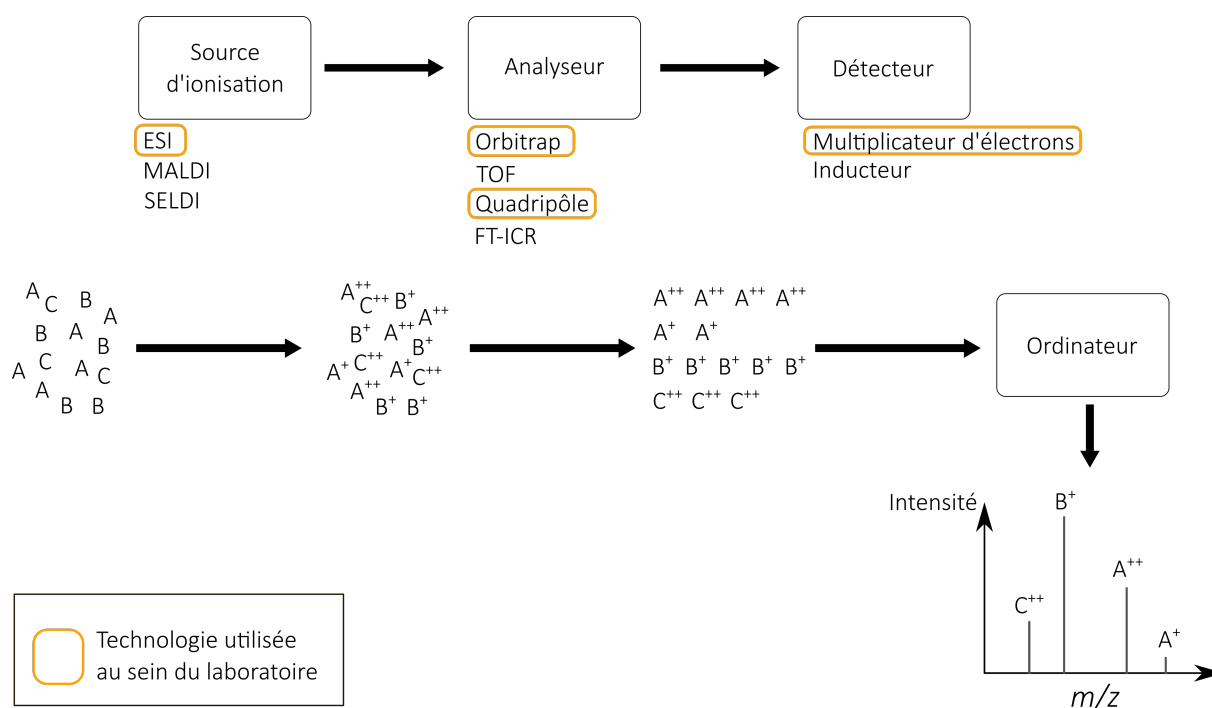 Source
d'ionisation
Analyseur
Détecteur
ESI
MALDI
SELDI
Orbitrap
TOF
Quadripôle
FT-ICR
Multiplicateur d'électrons
Inducteur
A C B A
B A B
A C A C
A B B
A⁺⁺ C⁺⁺ B⁺ A⁺⁺
B⁺ A⁺⁺ B⁺
A⁺ C⁺⁺ A⁺ C⁺⁺
A⁺⁺ B⁺ B⁺
A⁺⁺ A⁺⁺ A⁺⁺ A⁺⁺
A⁺ A⁺
B⁺ B⁺ B⁺ B⁺ B⁺
C⁺⁺ C⁺⁺ C⁺⁺
Ordinateur
Intensité
B⁺
A⁺⁺
C⁺⁺
A⁺
m/z
Technologie utilisée
au sein du laboratoire